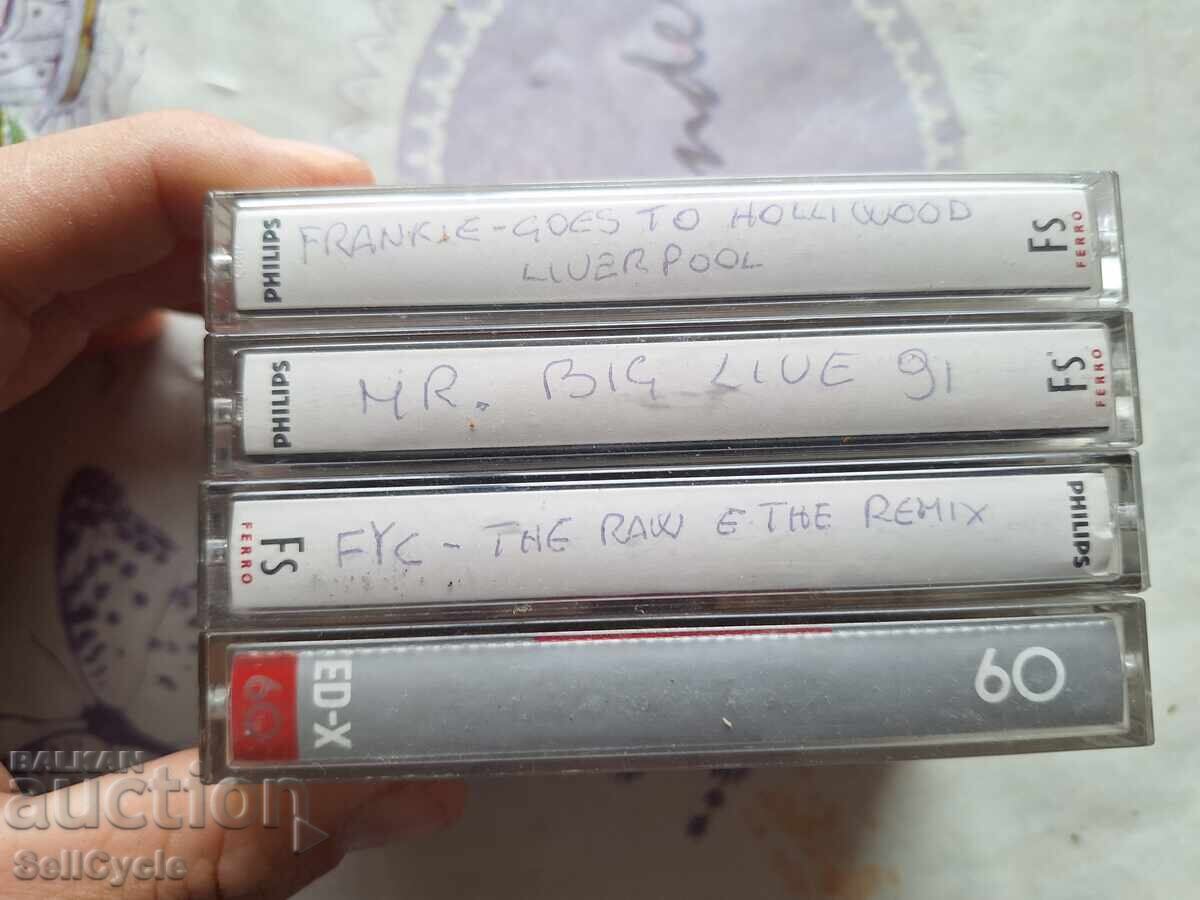 PHILIPS
FRANKIE-GOES TO HOLLIWOOD
LIVERPOOL
FS
FERRO
PHILIPS
MR. BIG LIVE 91
FS
FERRO
FERRO
FS
FYC - THE RAW E THE REMIX
PHILIPS
60
ED-X
60
BALKAN
auction
SellCycle